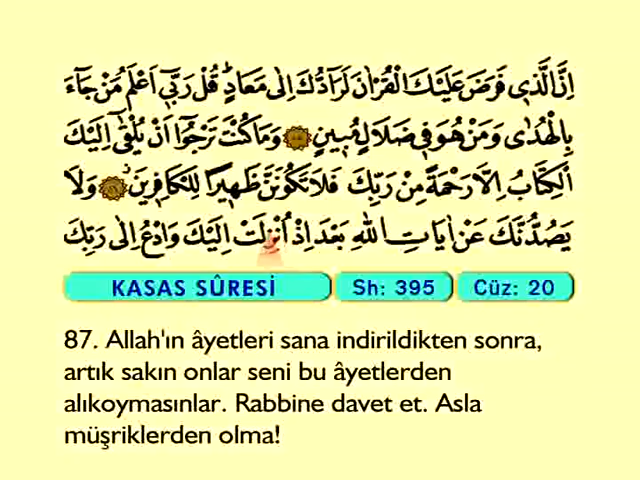 اِنَّ الَّذ۪ي فَرَضَ عَلَيْكَ الْقُرْاٰنَ لَرَٓادُّكَ اِلٰى مَعَادٍۜ قُلْ رَبّ۪ٓي اَعْلَمُ مَنْ جَٓاءَ
بِالْهُدٰى وَمَنْ هُوَ ف۪ي ضَلَالٍ مُب۪ينٍ وَمَا كُنْتَ تَرْجُٓوا اَنْ يُلْقٰٓى اِلَيْكَ
الْكِتَابُ اِلَّا رَحْمَةً مِنْ رَبِّكَ فَلَا تَكُونَنَّ ظَه۪يرًا لِلْكَافِر۪ينَۘ وَلَا
يَصُدُّنَّكَ عَنْ اٰيَاتِ اللّٰهِ بَعْدَ اِذْ اُنْزِلَتْ اِلَيْكَ وَادْعُ اِلٰى رَبِّكَ
KASAS SÛRESİ Sh: 395 Cüz: 20
87. Allah'ın âyetleri sana indirildikten sonra,
artık sakın onlar seni bu âyetlerden
alıkoymasınlar. Rabbine davet et. Asla
müşriklerden olma!